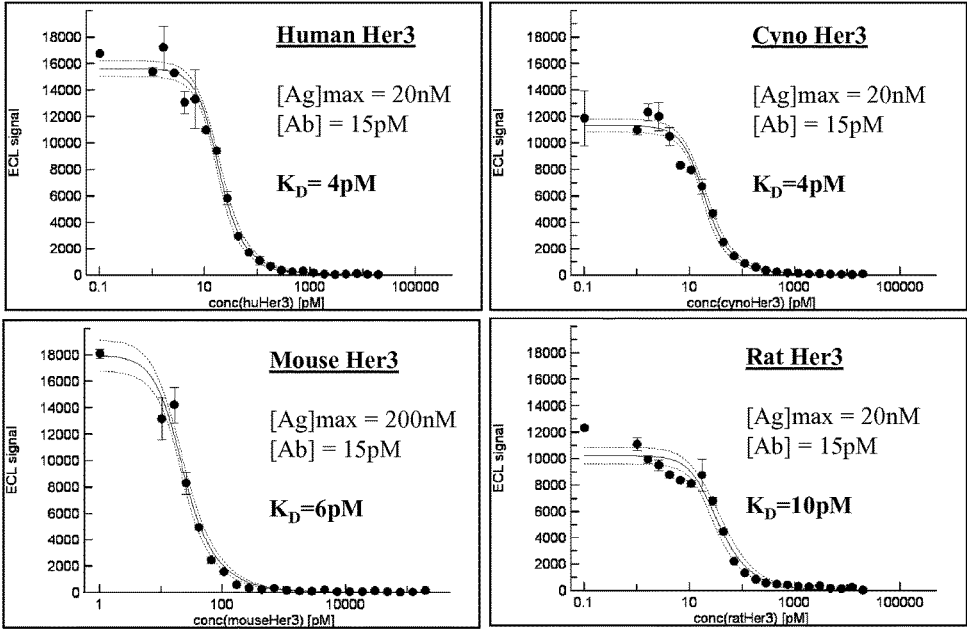 Human Her3
[Ag]max = 20nM
[Ab] = 15pM
KD= 4pM
ECL signal
18000
16000
14000
12000
10000
8000
6000
4000
2000
0
0.1
10
1000
100000
conc(huHer3) [pM]
Cyno Her3
[Ag]max = 20nM
[Ab] = 15pM
KD=4pM
ECL signal
18000
16000
14000
12000
10000
8000
6000
4000
2000
0
0.1
10
1000
100000
conc(cynoHer3) [pM]
Mouse Her3
[Ag]max = 200nM
[Ab] = 15pM
KD=6pM
ECL signal
18000
16000
14000
12000
10000
8000
6000
4000
2000
0
1
100
10000
conc(mouseHer3) [pM]
Rat Her3
[Ag]max = 20nM
[Ab] = 15pM
KD=10pM
ECL signal
18000
16000
14000
12000
10000
8000
6000
4000
2000
0
0.1
10
1000
100000
conc(ratHer3) [pM]